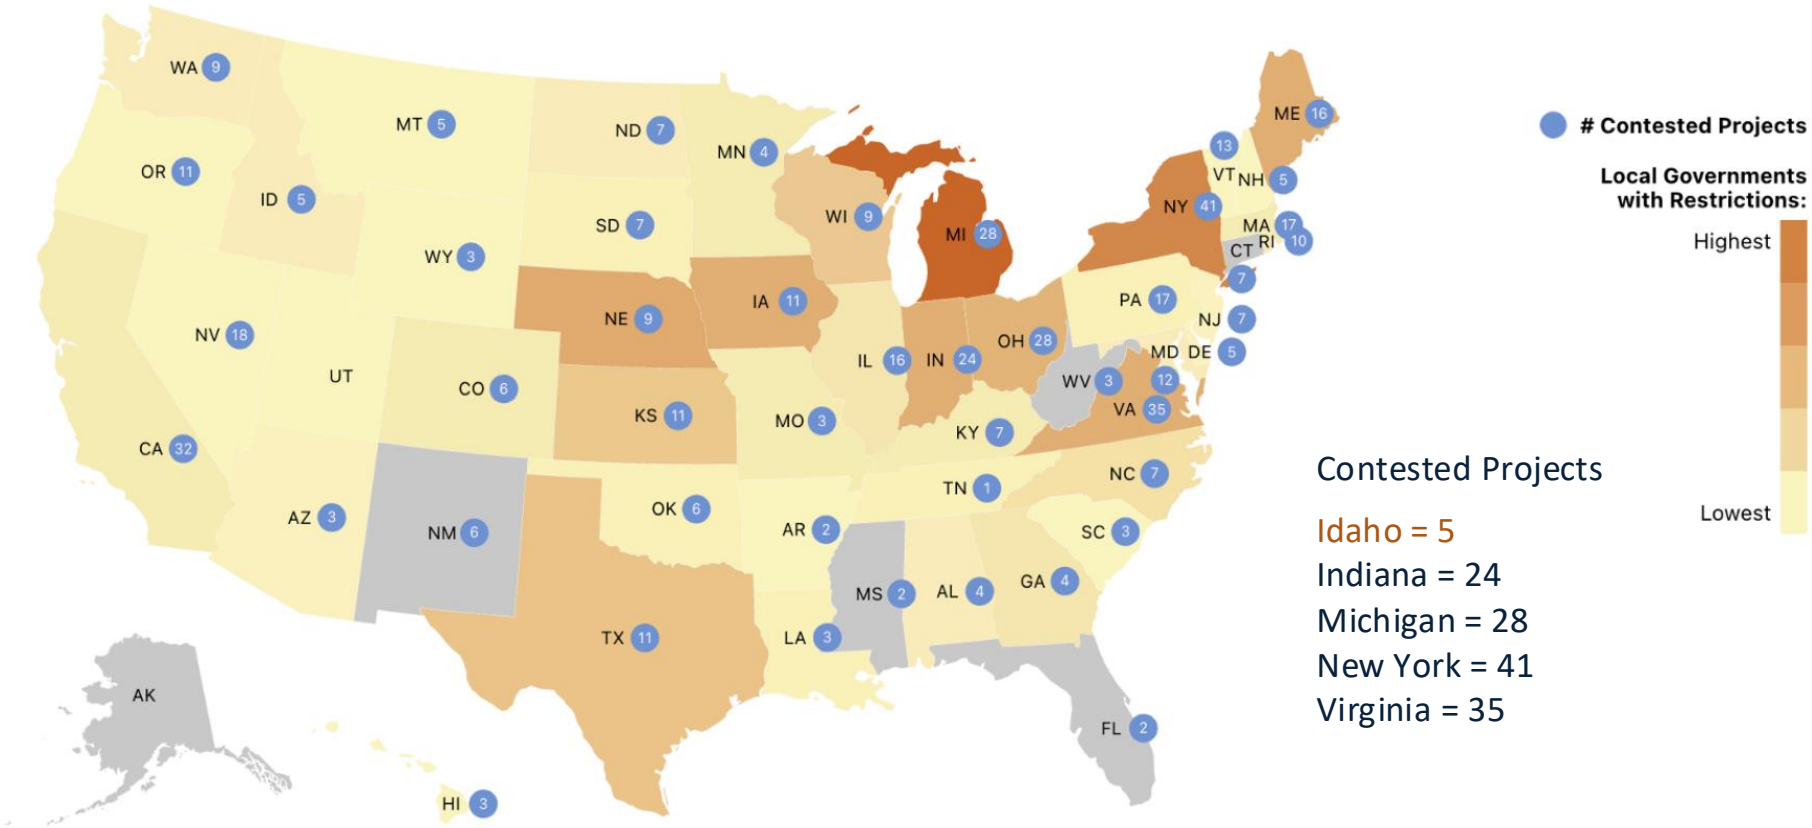 WA 9
MT 5
ND 7
MN 4
OR 11
ID 5
WY 3
SD 7
WI 9
MI 28
NY 41
13
VT
NH 5
ME 16
MA 17
RI 10
CT
7
NV 18
UT
CO 6
NE 9
IA 11
IL 16
IN 24
OH 28
PA 17
NJ 7
MD
DE 5
12
WV 3
VA 35
CA 32
KS 11
MO 3
KY 7
NC 7
TN 1
AZ 3
NM 6
OK 6
AR 2
SC 3
MS 2
AL 4
GA 4
TX 11
LA 3
FL 2
AK
HI 3
# Contested Projects
Local Governments
with Restrictions:
Highest
Lowest
Contested Projects
Idaho = 5
Indiana = 24
Michigan = 28
New York = 41
Virginia = 35